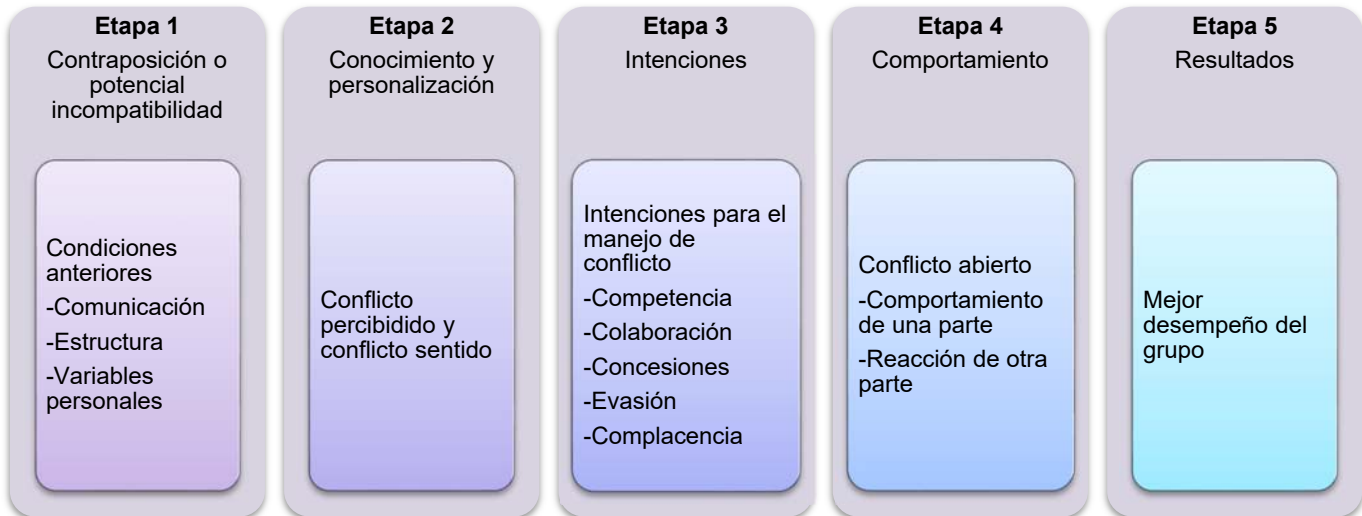 Etapa 1
Contraposición o
potencial
incompatibilidad
Condiciones
anteriores
-Comunicación
-Estructura
-Variables
personales
Etapa 2
Conocimiento y
personalización
Conflicto
percibidido y
conflicto sentido
Etapa 3
Intenciones
Intenciones para el
manejo de
conflicto
-Competencia
-Colaboración
-Concesiones
-Evasión
-Complacencia
Etapa 4
Comportamiento
Conflicto abierto
-Comportamiento
de una parte
-Reacción de otra
parte
Etapa 5
Resultados
Mejor
desempeño del
grupo